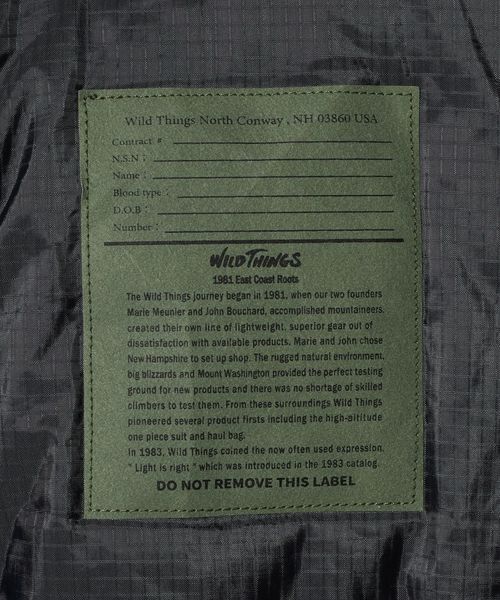 Wild Things North Conway , NH 03860 USA
Contract #
N.S.N :
Name :
Blood type :
D.O.B :
Number :
WILD THINGS
1981 East Coast Roots
The Wild Things journey began in 1981, when our two founders
Marie Meunier and John Bouchard, accomplished mountaineers,
created their own line of lightweight, superior gear out of
dissatisfaction with available products. Marie and John chose
New Hampshire to set up shop. The rugged natural environment,
big blizzards and Mount Washington provided the perfect testing
ground for new products and there was no shortage of skilled
climbers to test them. From these surroundings Wild Things
pioneered several product firsts including the high-altitude
one piece suit and haul bag.
In 1983, Wild Things coined the now often used expression,
" Light is right " which was introduced in the 1983 catalog.
DO NOT REMOVE THIS LABEL